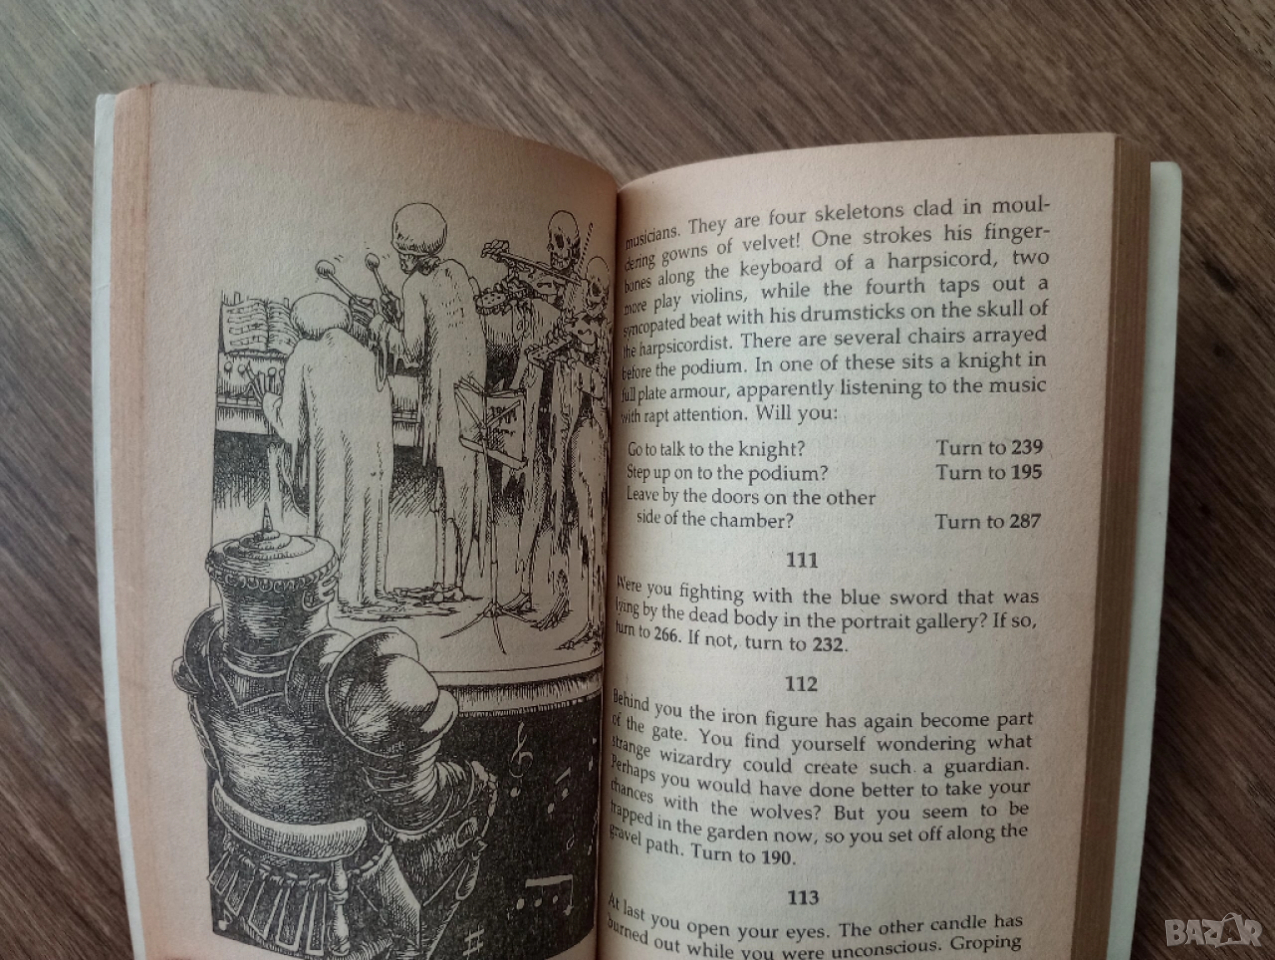 musicians. They are four skeletons clad in moul-
dering gowns of velvet! One strokes his finger-
bones along the keyboard of a harpsicord, two
more play violins, while the fourth taps out a
syncopated beat with his drumsticks on the skull of
the harpsicordist. There are several chairs arrayed
before the podium. In one of these sits a knight in
full plate armour, apparently listening to the music
with rapt attention. Will you:
Go to talk to the knight? Turn to 239
Step up on to the podium? Turn to 195
Leave by the doors on the other
side of the chamber? Turn to 287
111
Were you fighting with the blue sword that was
lying by the dead body in the portrait gallery? If so,
turn to 266. If not, turn to 232.
112
Behind you the iron figure has again become part
of the gate. You find yourself wondering what
strange wizardry could create such a guardian.
Perhaps you would have done better to take your
chances with the wolves? But you seem to be
trapped in the garden now, so you set off along the
gravel path. Turn to 190.
113
At last you open your eyes. The other candle has
burned out while you were unconscious. Groping
BAZAR